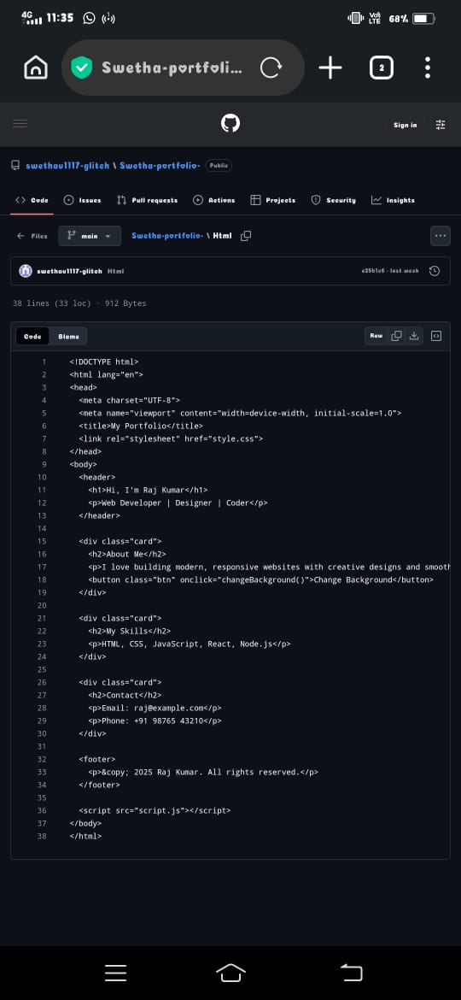 4G 11:35 Vo) LTE 68%
Swetha-portfoli...
2
Sign in
swethau1117-glitch \ Swetha-portfolio- Public
Code Issues Pull requests Actions Projects Security Insights
Files main Swetha-portfolio- \ Html
swethau1117-glitch Html e25b1e6 · last week
38 lines (33 loc) · 912 Bytes
Code Blame Raw
1 <!DOCTYPE html>
2 <html lang="en">
3 <head>
4 <meta charset="UTF-8">
5 <meta name="viewport" content="width=device-width, initial-scale=1.0">
6 <title>My Portfolio</title>
7 <link rel="stylesheet" href="style.css">
8 </head>
9 <body>
10 <header>
11 <h1>Hi, I'm Raj Kumar</h1>
12 <p>Web Developer | Designer | Coder</p>
13 </header>
14
15 <div class="card">
16 <h2>About Me</h2>
17 <p>I love building modern, responsive websites with creative designs and smooth
18 <button class="btn" onclick="changeBackground()">Change Background</button>
19 </div>
20
21 <div class="card">
22 <h2>My Skills</h2>
23 <p>HTML, CSS, JavaScript, React, Node.js</p>
24 </div>
25
26 <div class="card">
27 <h2>Contact</h2>
28 <p>Email: raj@example.com</p>
29 <p>Phone: +91 98765 43210</p>
30 </div>
31
32 <footer>
33 <p>&copy; 2025 Raj Kumar. All rights reserved.</p>
34 </footer>
35
36 <script src="script.js"></script>
37 </body>
38 </html>